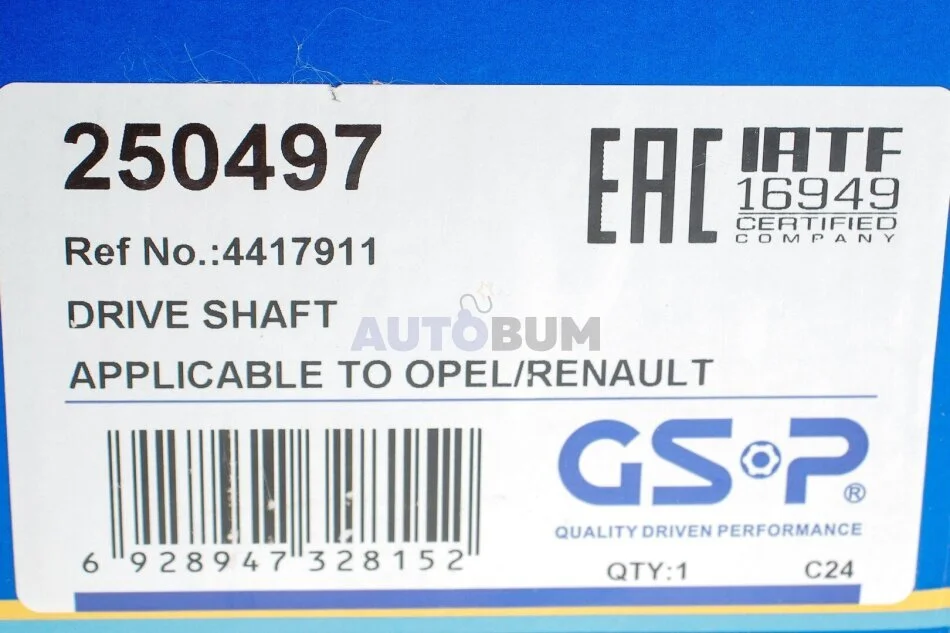 250497
EAC
IATF
16949
CERTIFIED
COMPANY
Ref No.:4417911
DRIVE SHAFT
AUTOBUM
APPLICABLE TO OPEL/RENAULT
GSP®
QUALITY DRIVEN PERFORMANCE
6 928947 328152
QTY:1 C24